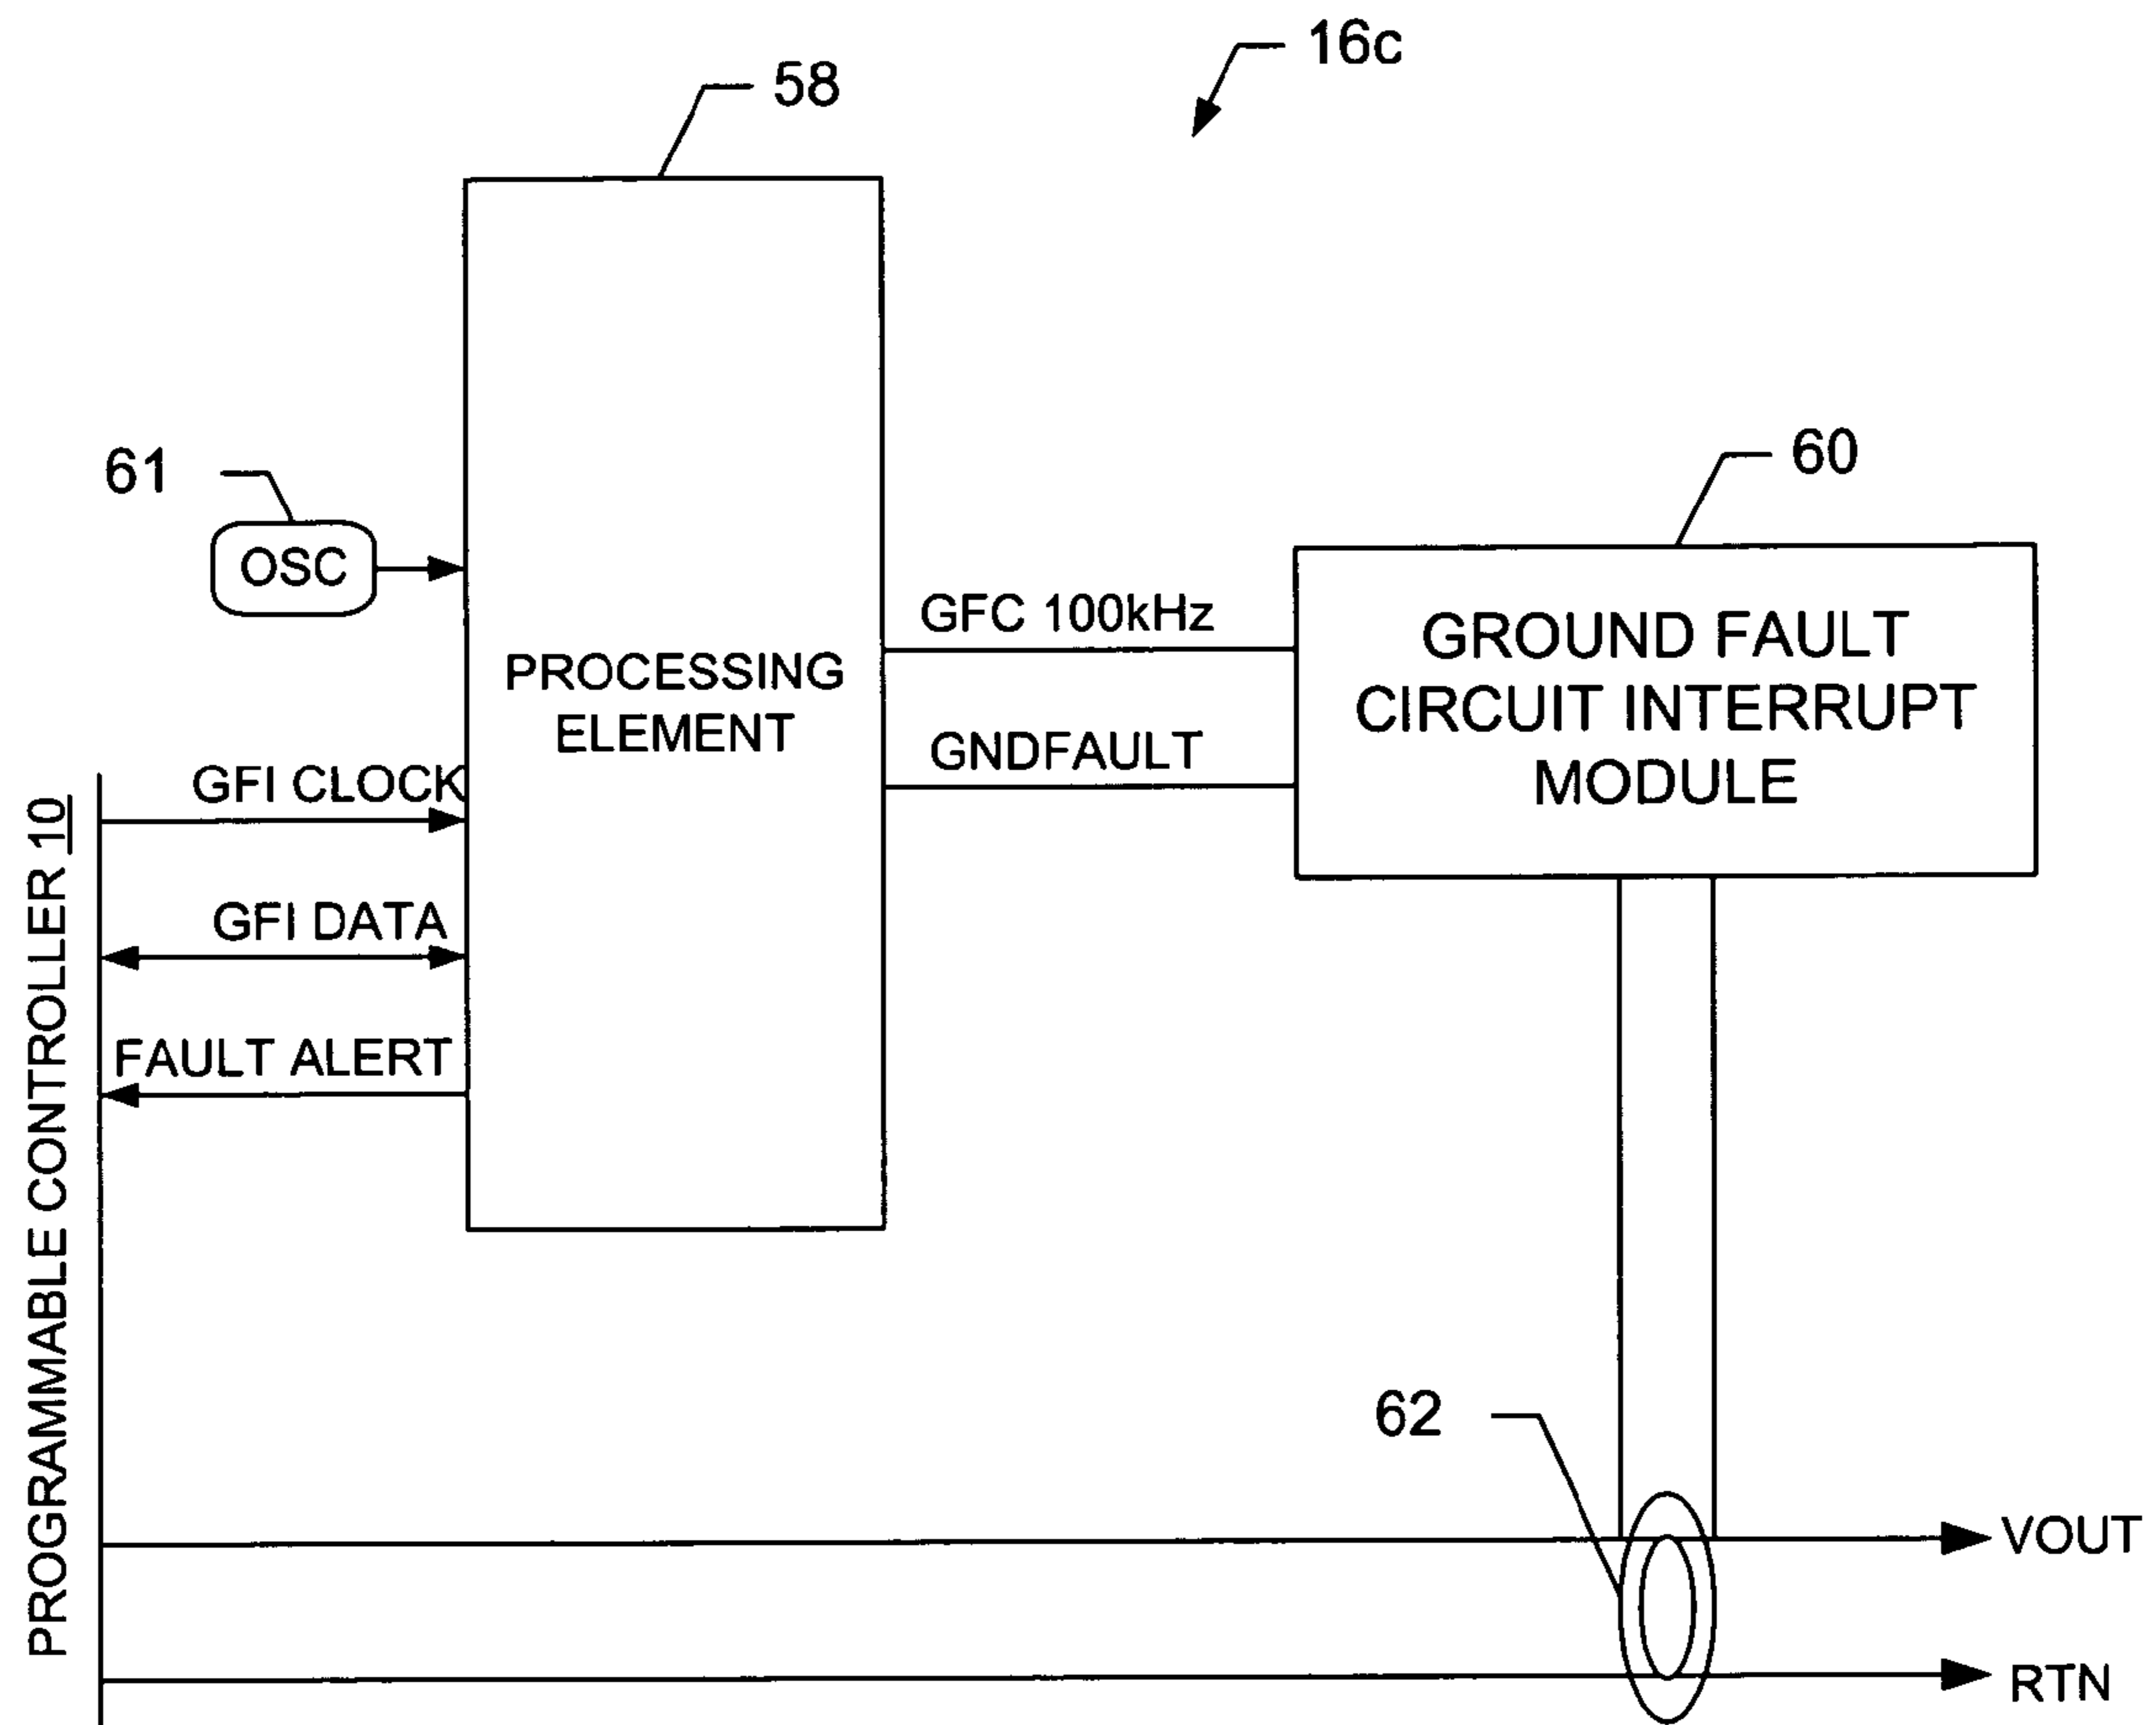 16c
58
61
OSC
60
PROCESSING
ELEMENT
GFC 100kHz
GNDFAULT
GROUND FAULT
CIRCUIT INTERRUPT
MODULE
PROGRAMMABLE CONTROLLER 10
GFI CLOCK
GFI DATA
FAULT ALERT
62
VOUT
RTN